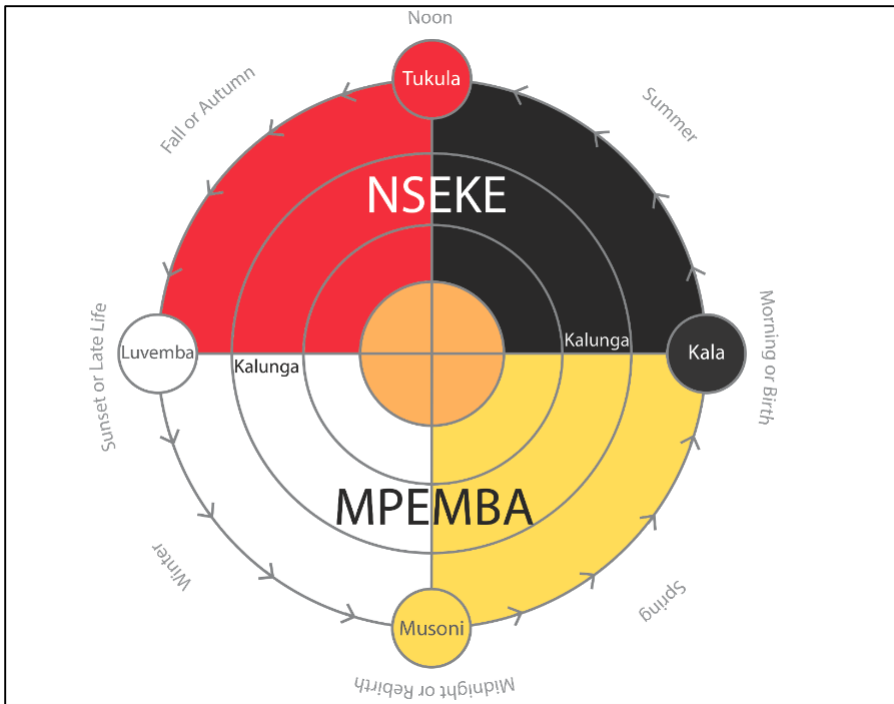 Noon
Tukula
Fall or Autumn
Summer
NSEKE
Sunset or Late Life
Luvemba
Kalunga
Kalunga
Kala
Morning or Birth
MPEMBA
Winter
Spring
Musoni
Midnight or Rebirth